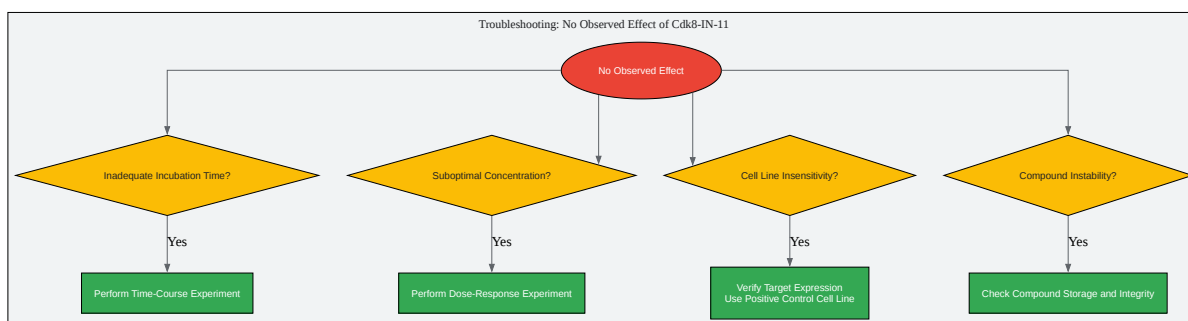 Troubleshooting: No Observed Effect of Cdk8-IN-11
No Observed Effect
Inadequate Incubation Time?
Suboptimal Concentration?
Cell Line Insensitivity?
Compound Instability?
Yes
Yes
Yes
Yes
Perform Time-Course Experiment
Perform Dose-Response Experiment
Verify Target Expression
Use Positive Control Cell Line
Check Compound Storage and Integrity